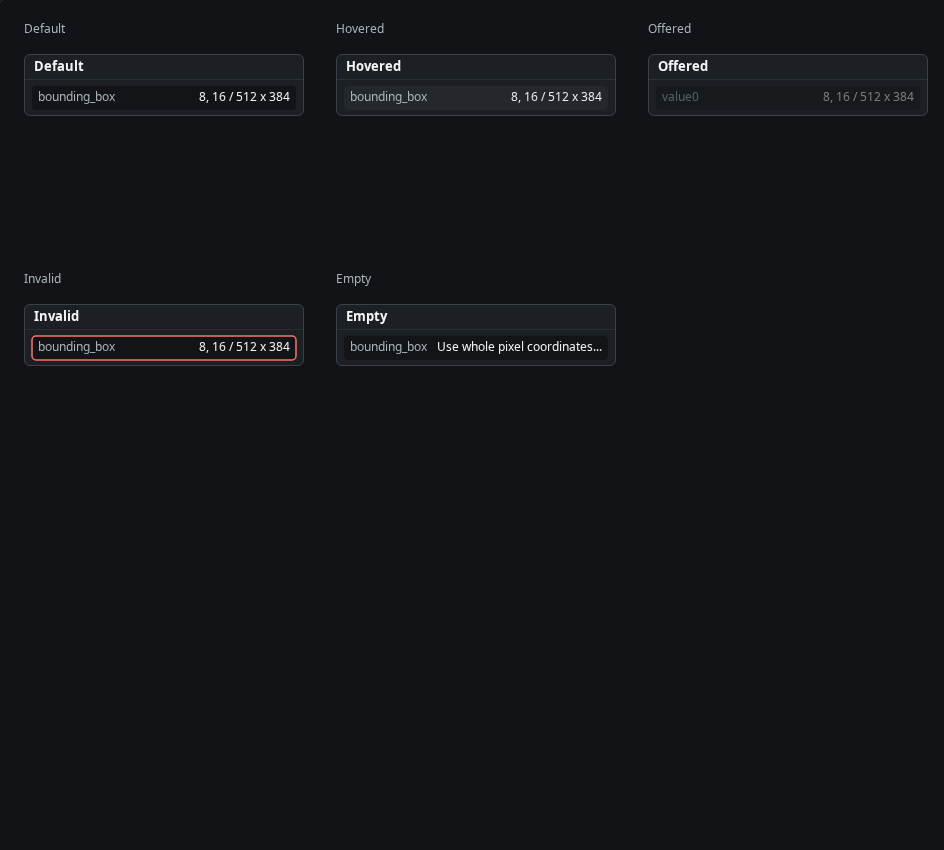 Default
Hovered
Offered
Default
Hovered
Offered
bounding_box 8, 16 / 512 x 384
bounding_box 8, 16 / 512 x 384
value0 8, 16 / 512 x 384
Invalid
Empty
Invalid
Empty
bounding_box 8, 16 / 512 x 384
bounding_box Use whole pixel coordinates...